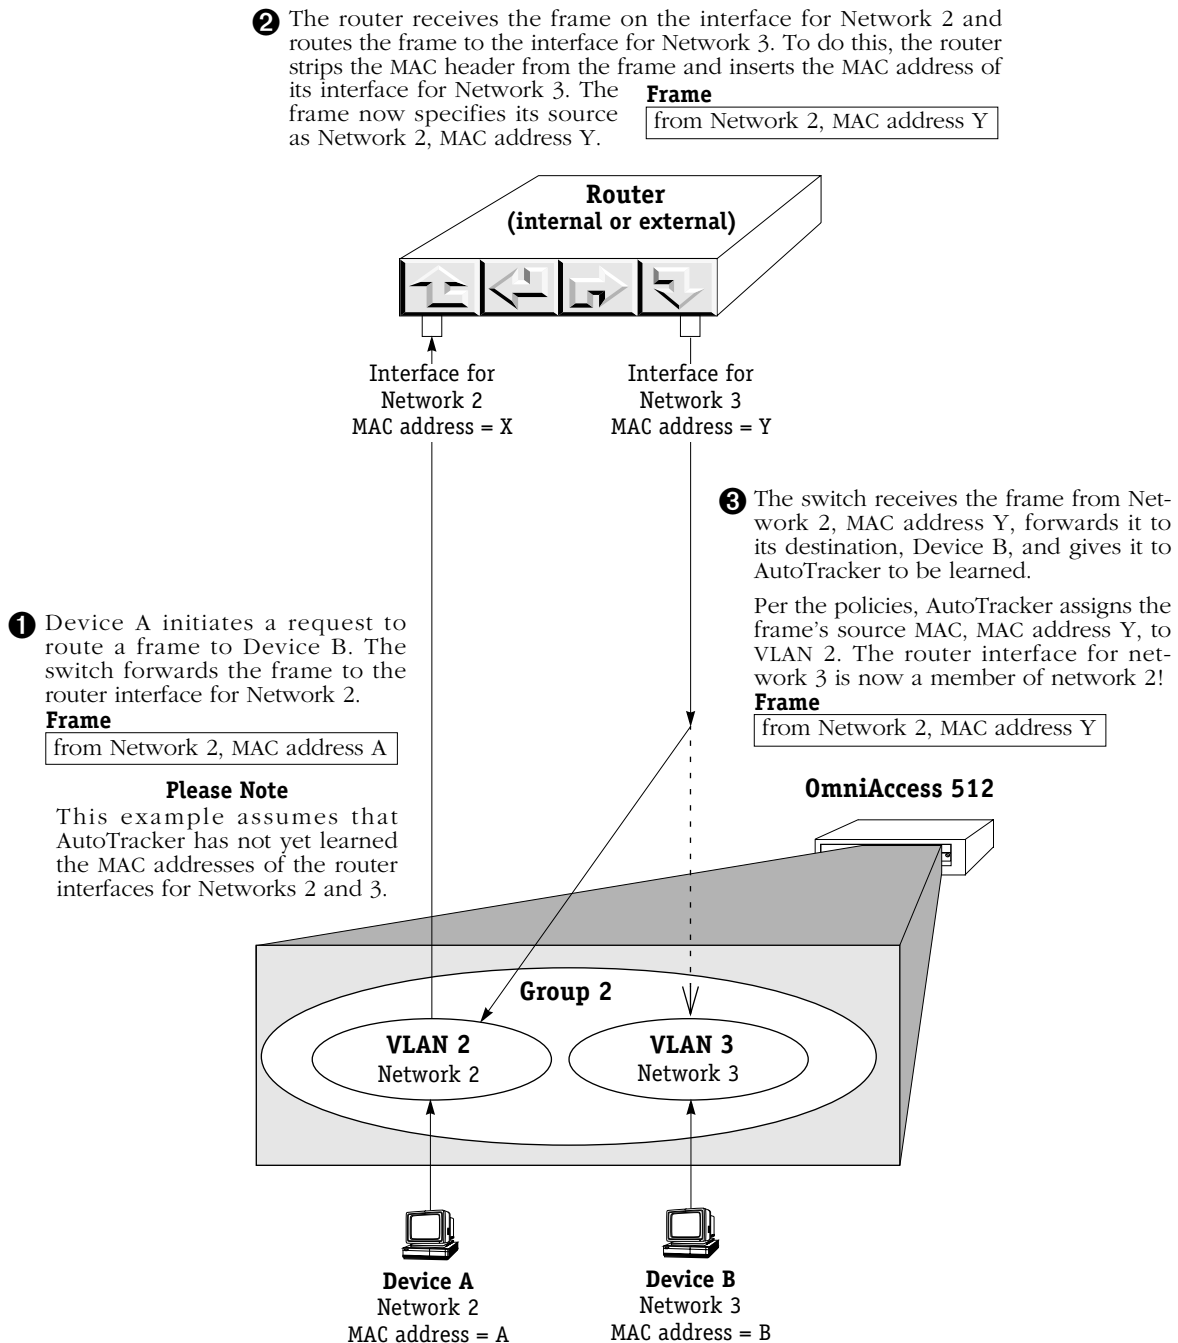 ❷ The router receives the frame on the interface for Network 2 and
routes the frame to the interface for Network 3. To do this, the router
strips the MAC header from the frame and inserts the MAC address of
its interface for Network 3. The
frame now specifies its source
as Network 2, MAC address Y.
Frame
from Network 2, MAC address Y
Router
(internal or external)
Interface for
Network 2
MAC address = X
Interface for
Network 3
MAC address = Y
❸ The switch receives the frame from Net-
work 2, MAC address Y, forwards it to
its destination, Device B, and gives it to
AutoTracker to be learned.
Per the policies, AutoTracker assigns the
frame's source MAC, MAC address Y, to
VLAN 2. The router interface for net-
work 3 is now a member of network 2!
Frame
from Network 2, MAC address Y
❶ Device A initiates a request to
route a frame to Device B. The
switch forwards the frame to the
router interface for Network 2.
Frame
from Network 2, MAC address A
Please Note
This example assumes that
AutoTracker has not yet learned
the MAC addresses of the router
interfaces for Networks 2 and 3.
OmniAccess 512
Group 2
VLAN 2
Network 2
VLAN 3
Network 3
Device A
Network 2
MAC address = A
Device B
Network 3
MAC address = B